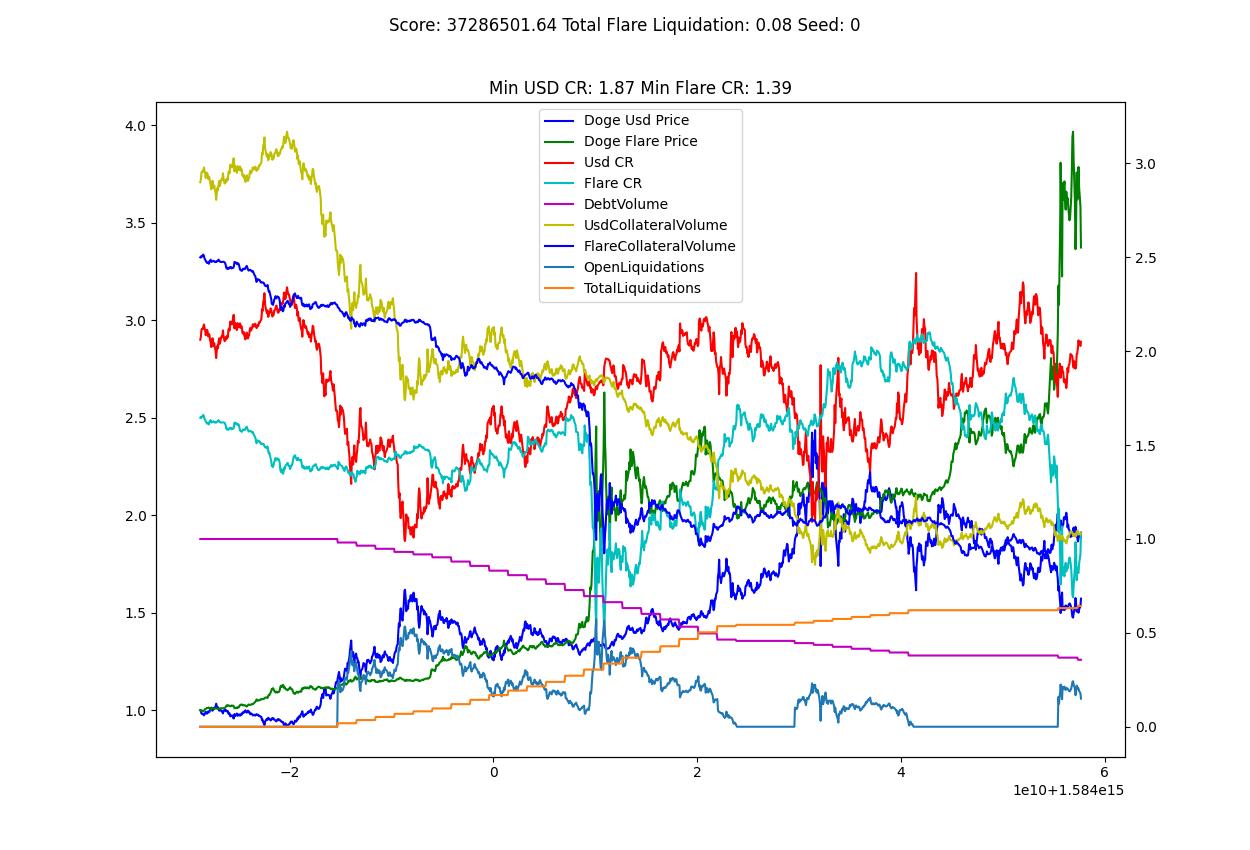 Score: 37286501.64 Total Flare Liquidation: 0.08 Seed: 0
Min USD CR: 1.87 Min Flare CR: 1.39
Doge Usd Price
Doge Flare Price
Usd CR
Flare CR
DebtVolume
UsdCollateralVolume
FlareCollateralVolume
OpenLiquidations
TotalLiquidations
4.0
3.5
3.0
2.5
2.0
1.5
1.0
3.0
2.5
2.0
1.5
1.0
0.5
0.0
−2
0
2
4
6
1e10+1.584e15